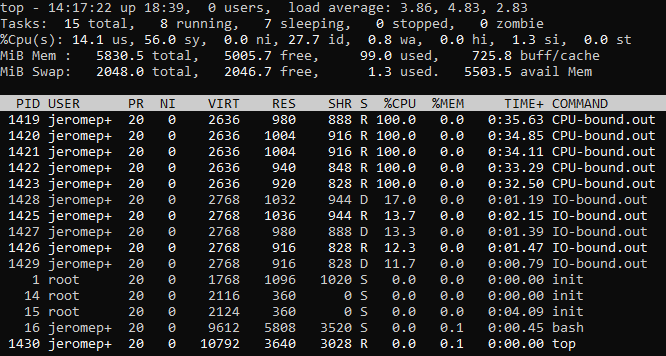 top - 14:17:22 up 18:39,  0 users,  load average: 3.86, 4.83, 2.83
Tasks:  15 total,   8 running,   7 sleeping,   0 stopped,   0 zombie
%Cpu(s): 14.1 us, 56.0 sy,  0.0 ni, 27.7 id,  0.8 wa,  0.0 hi,  1.3 si,  0.0 st
MiB Mem :   5830.5 total,   5005.7 free,     99.0 used,    725.8 buff/cache
MiB Swap:   2048.0 total,   2046.7 free,      1.3 used.   5503.5 avail Mem
PID USER      PR  NI    VIRT    RES    SHR S  %CPU  %MEM     TIME+ COMMAND
1419 jeromep+  20   0    2636    980    888 R 100.0   0.0   0:35.63 CPU-bound.out
1420 jeromep+  20   0    2636   1004    916 R 100.0   0.0   0:34.85 CPU-bound.out
1421 jeromep+  20   0    2636   1004    916 R 100.0   0.0   0:34.11 CPU-bound.out
1422 jeromep+  20   0    2636    940    848 R 100.0   0.0   0:33.29 CPU-bound.out
1423 jeromep+  20   0    2636    920    828 R 100.0   0.0   0:32.50 CPU-bound.out
1428 jeromep+  20   0    2768   1032    944 D  17.0   0.0   0:01.19 IO-bound.out
1425 jeromep+  20   0    2768   1036    944 R  13.7   0.0   0:02.15 IO-bound.out
1427 jeromep+  20   0    2768    980    888 D  13.3   0.0   0:01.39 IO-bound.out
1426 jeromep+  20   0    2768    916    828 R  12.3   0.0   0:01.47 IO-bound.out
1429 jeromep+  20   0    2768    916    828 D  11.7   0.0   0:00.79 IO-bound.out
1 root      20   0    1768   1096   1020 S   0.0   0.0   0:00.00 init
14 root      20   0    2116    360      0 S   0.0   0.0   0:00.00 init
15 root      20   0    2124    360      0 S   0.0   0.0   0:04.09 init
16 jeromep+  20   0    9612   5808   3520 S   0.0   0.1   0:00.45 bash
1430 jeromep+  20   0   10792   3640   3028 R   0.0   0.1   0:00.00 top